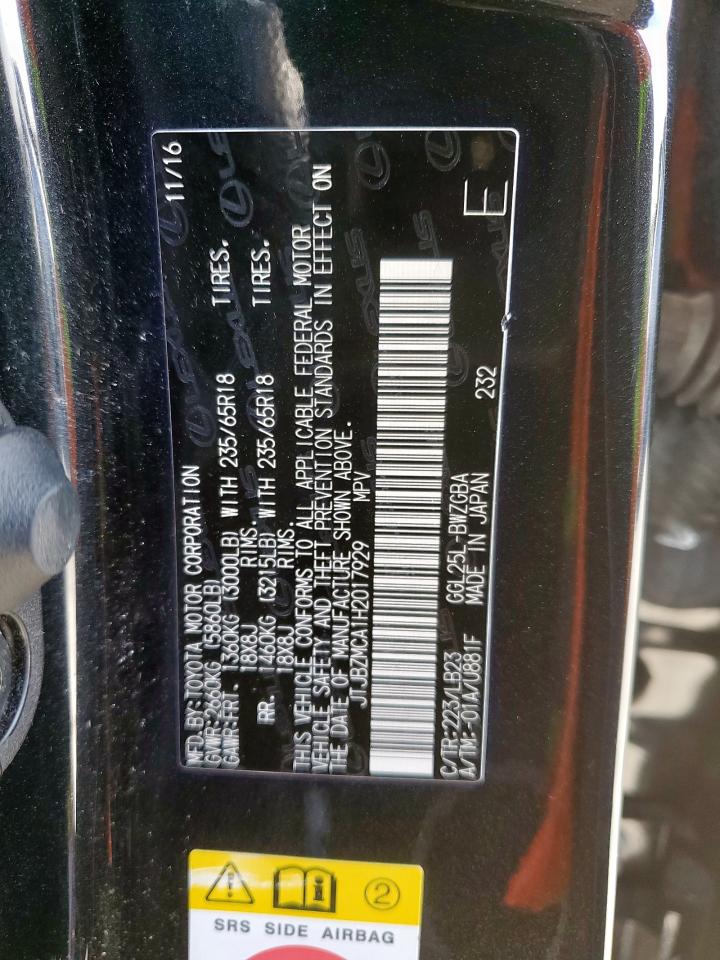 MFD BY:TOYOTA MOTOR CORPORATION 11/16
GVWR:2660KG (5860LB)
GAWR:FRT. 1360KG (3000LB) WITH 235/65R18 TIRES.
18X8J RIMS.
RR. 1460KG (3215LB) WITH 235/65R18 TIRES.
18X8J RIMS.
THIS VEHICLE CONFORMS TO ALL APPLICABLE FEDERAL MOTOR
VEHICLE SAFETY AND THEFT PREVENTION STANDARDS IN EFFECT ON
THE DATE OF MANUFACTURE SHOWN ABOVE.
JTJBZMCA1H2017929 MPV
C/TR:223/LB23 GGL25L-BWZGBA 232
A/TM:-01A/U881F MADE IN JAPAN
E
LEXUS
2
SRS SIDE AIRBAG